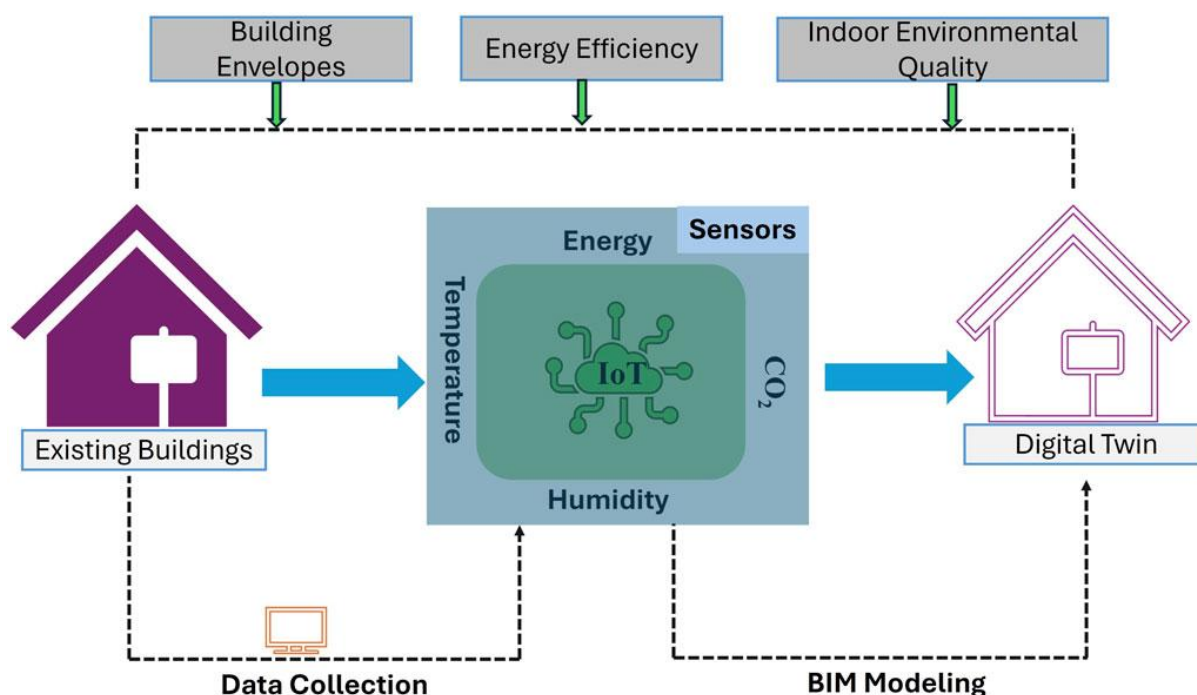 Building
Envelopes
Energy Efficiency
Indoor Environmental
Quality
Sensors
Energy
Temperature
IoT
CO₂
Humidity
Existing Buildings
Digital Twin
Data Collection
BIM Modeling